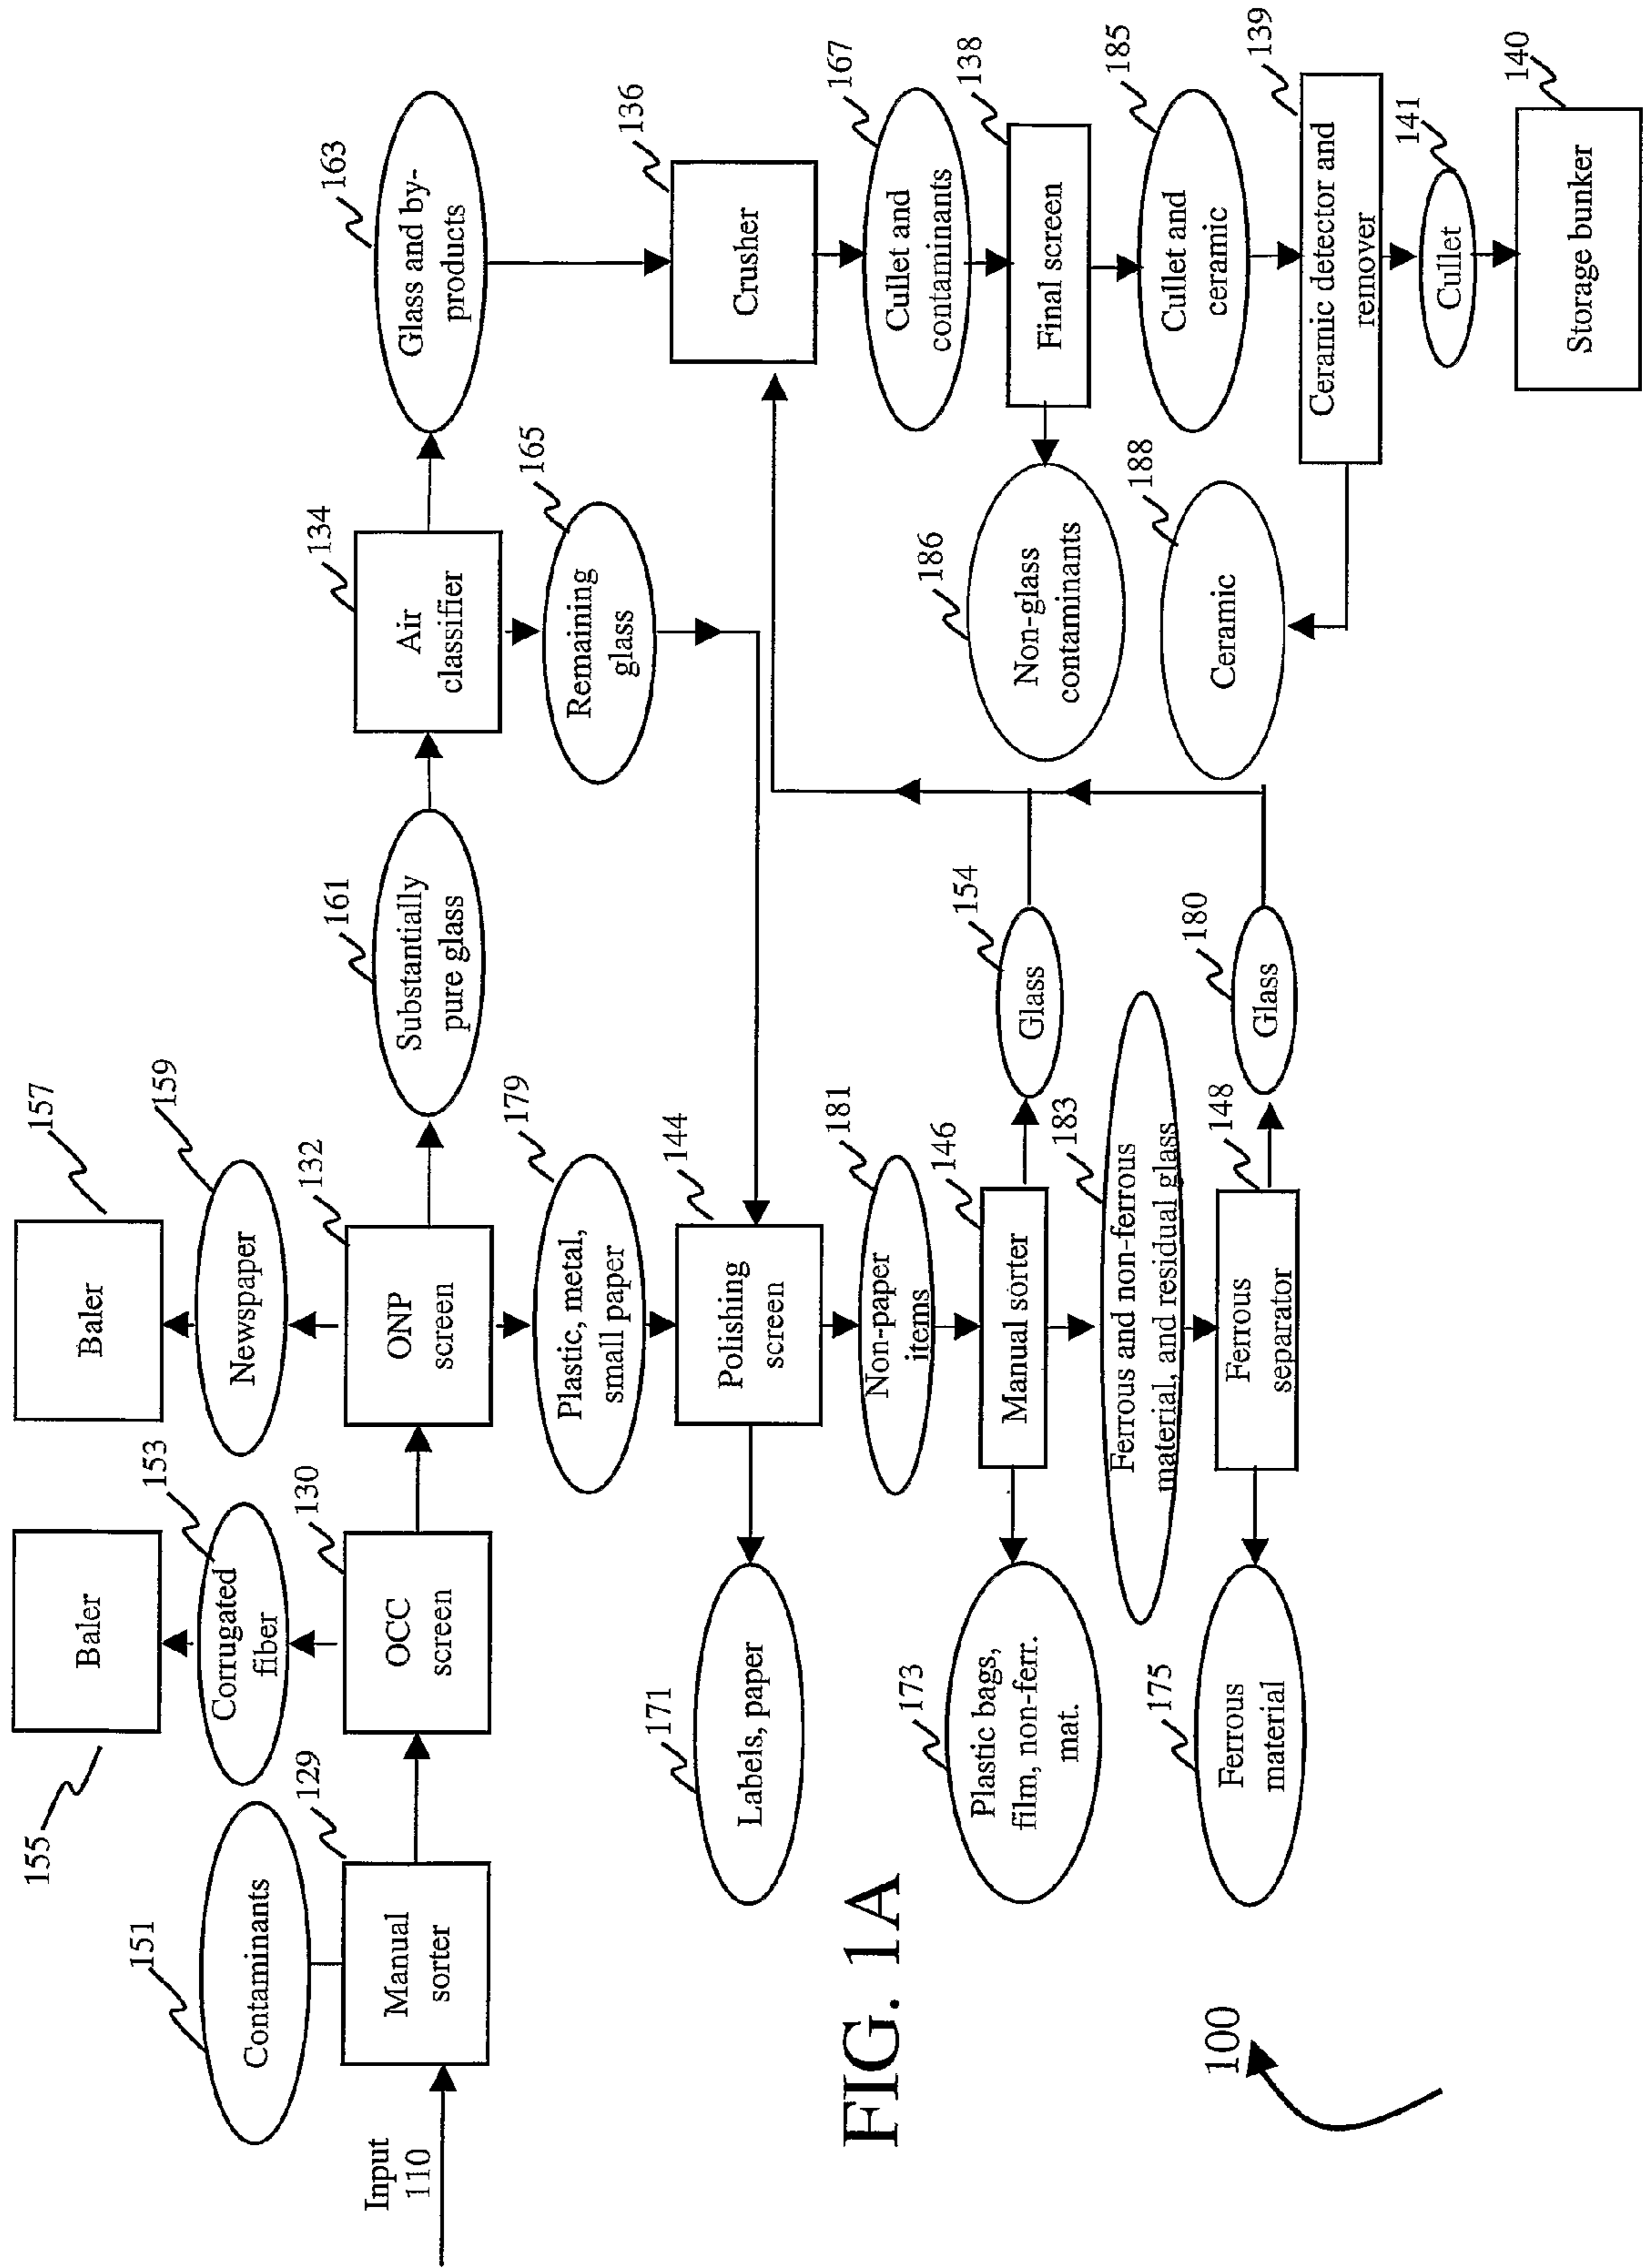 155
Baler
157
Baler
151
Contaminants
153
Corrugated
fiber
159
Newspaper
Input
110
129
Manual
sorter
130
OCC
screen
132
ONP
screen
161
Substantially
pure glass
134
Air
classifier
163
Glass and by-
products
179
Plastic, metal,
small paper
165
Remaining
glass
171
Labels, paper
144
Polishing
screen
136
Crusher
181
Non-paper
items
167
Cullet and
contaminants
173
Plastic bags,
film, non-ferr.
mat.
146
Manual sorter
154
Glass
186
Non-glass
contaminants
138
Final screen
183
Ferrous and non-ferrous
material, and residual glass
188
Ceramic
185
Cullet and
ceramic
175
Ferrous
material
148
Ferrous
separator
180
Glass
139
Ceramic detector and
remover
141
Cullet
140
Storage bunker
FIG. 1A
100